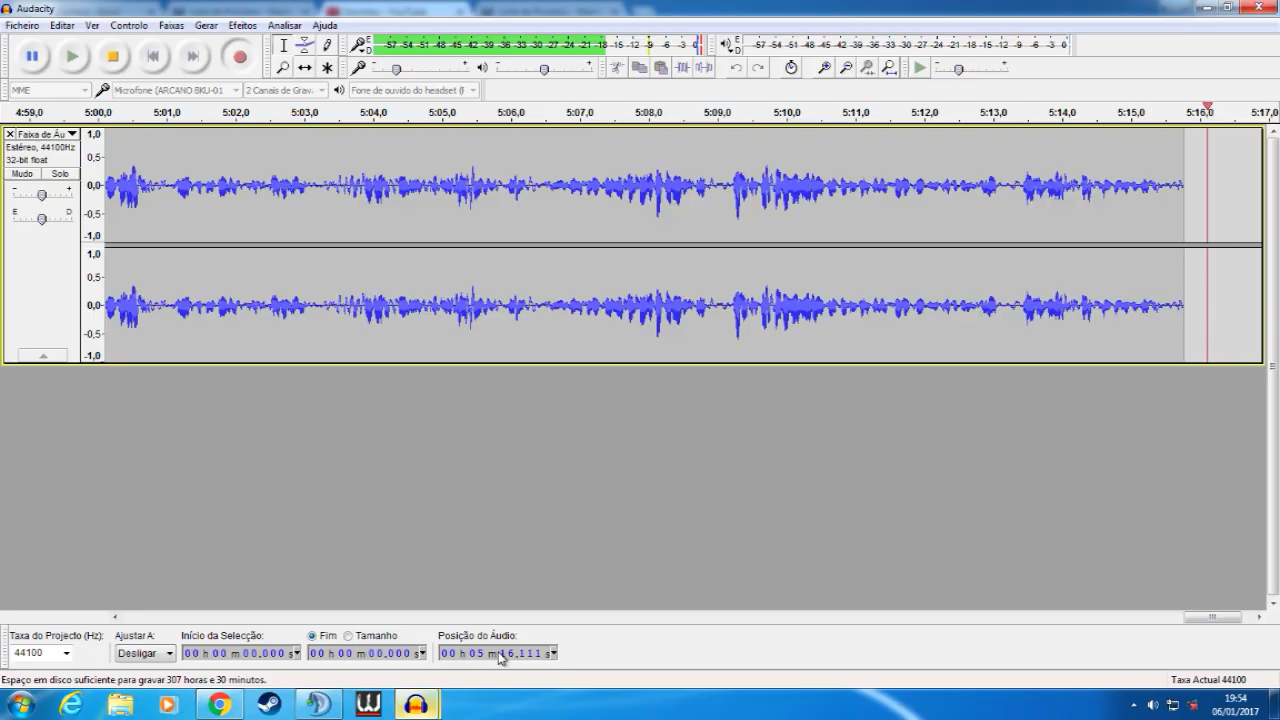 Audacity
Ficheiro Editar Ver Controlo Faixas Gerar Efeitos Analisar Ajuda
E D -57 -54 -51 -48 -45 -42 -39 -36 -33 -30 -27 -24 -21 -18 -15 -12 -9 -6 -3 0 E D -57 -54 -51 -48 -45 -42 -39 -36 -33 -30 -27 -24 -21 -18 -15 -12 -9 -6 -3 0
MME Microfone (ARCANO BKU-01 2 Canais de Grav. Fone de ouvido do headset (F
4:59,0 5:00,0 5:01,0 5:02,0 5:03,0 5:04,0 5:05,0 5:06,0 5:07,0 5:08,0 5:09,0 5:10,0 5:11,0 5:12,0 5:13,0 5:14,0 5:15,0 5:16,0 5:17,0
Faixa de Áu 1,0
Estéreo, 44100Hz
32-bit float 0,5
Mudo Solo
- + 0,0
E D -0,5
-1,0
1,0
0,5
0,0
-0,5
-1,0
Taxa do Projecto (Hz): Ajustar A: Início da Selecção: Fim Tamanho Posição do Áudio:
44100 Desligar 00 h 00 m 00.000 s 00 h 00 m 00.000 s 00 h 05 m 16.111 s
Espaço em disco suficiente para gravar 307 horas e 30 minutos. Taxa Actual 44100
19:54
06/01/2017